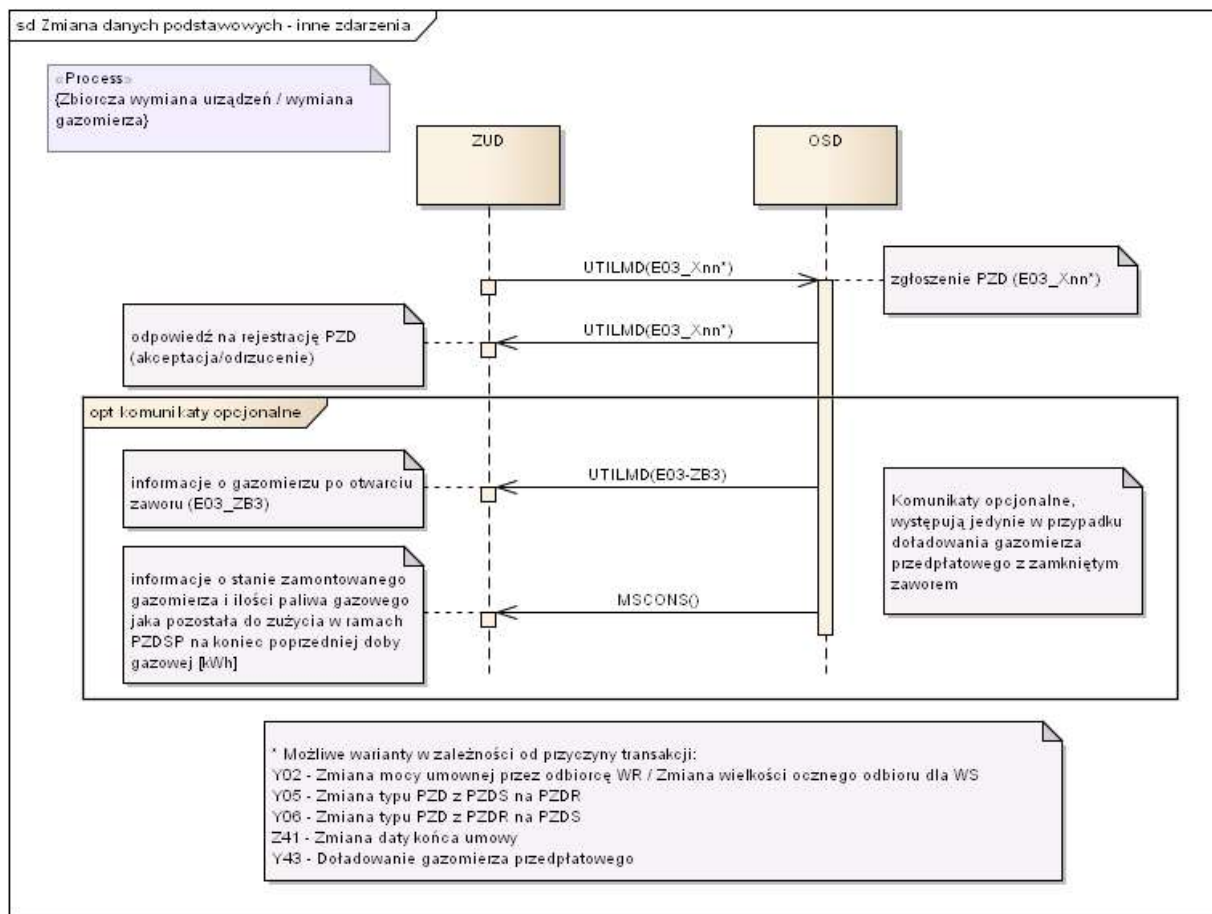 sd Zmiana danych podstawowych - inne zdarzenia
«Process»
{Zbiorcza wymiana urządzeń / wymiana
gazomierza}
ZUD
OSD
UTILMD(E03_Xnn*)
zgłoszenie PZD (E03_Xnn*)
odpowiedź na rejestrację PZD
(akceptacja/odrzucenie)
UTILMD(E03_Xnn*)
opt komunikaty opcjonalne
informacje o gazomierzu po otwarciu
zaworu (E03_ZB3)
UTILMD(E03-ZB3)
Komunikaty opcjonalne,
występują jedynie w przypadku
doładowania gazomierza
przedpłatowego z zamkniętym
zaworem
informacje o stanie zamontowanego
gazomierza i ilości paliwa gazowego
jaka pozostała do zużycia w ramach
PZDSP na koniec poprzedniej doby
gazowej [kWh]
MSCONS()
* Możliwe warianty w zależności od przyczyny transakcji:
Y02 - Zmiana mocy umownej przez odbiorcę WR / Zmiana wielkości ocznego odbioru dla WS
Y05 - Zmiana typu PZD z PZDS na PZDR
Y06 - Zmiana typu PZD z PZDR na PZDS
Z41 - Zmiana daty końca umowy
Y43 - Doładowanie gazomierza przedpłatowego